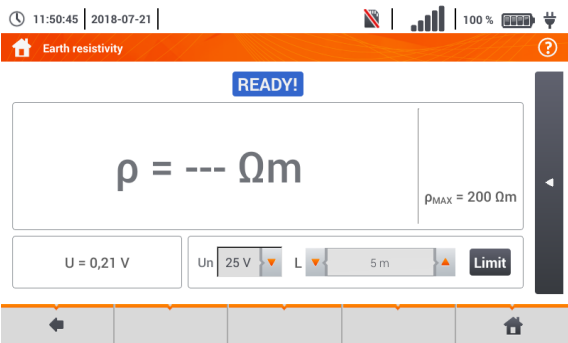 11:50:45 2018-07-21 100 %
Earth resistivity ?
READY!
ρ = --- Ωm
ρMAX = 200 Ωm
U = 0,21 V Un 25 V L 5 m Limit